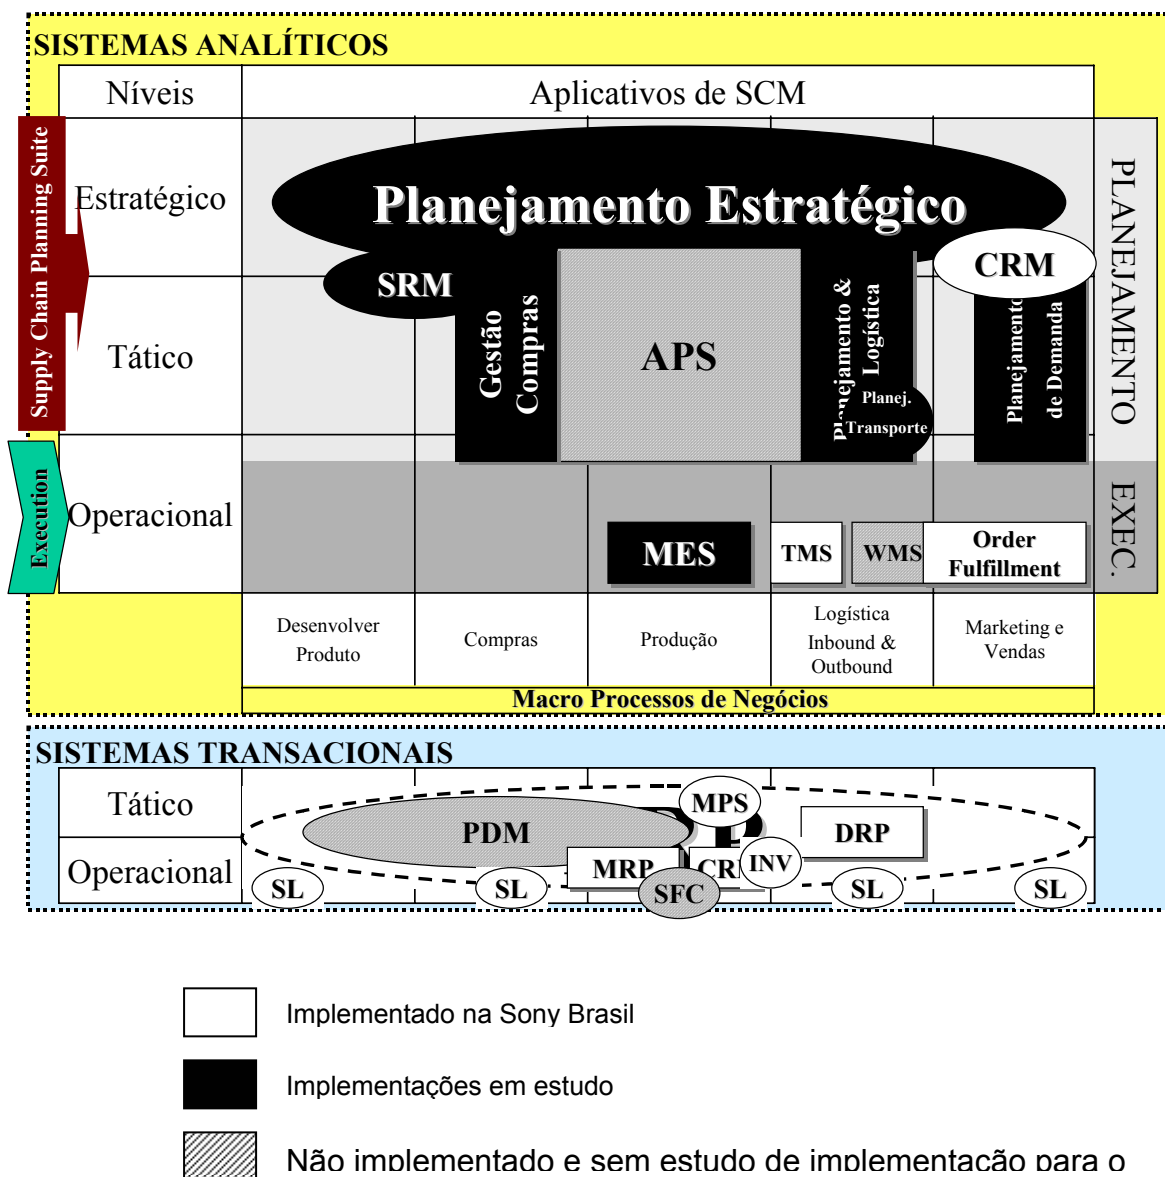 SISTEMAS ANALÍTICOS
Níveis
Aplicativos de SCM
Supply Chain Planning Suite
Estratégico
Planejamento Estratégico
PLANEJAMENTO
SRM
CRM
Tático
Gestão
Compras
APS
Planejamento &
Logística
Planej.
Transporte
Planejamento
de Demanda
Execution
Operacional
MES
TMS
WMS
Order
Fulfillment
EXEC.
Desenvolver
Produto
Compras
Produção
Logística
Inbound &
Outbound
Marketing e
Vendas
Macro Processos de Negócios
SISTEMAS TRANSACIONAIS
Tático
MPS
PDM
DRP
Operacional
MRP
INV
SL
SL
SFC
SL
SL
Implementado na Sony Brasil
Implementações em estudo
Não implementado e sem estudo de implementação para o